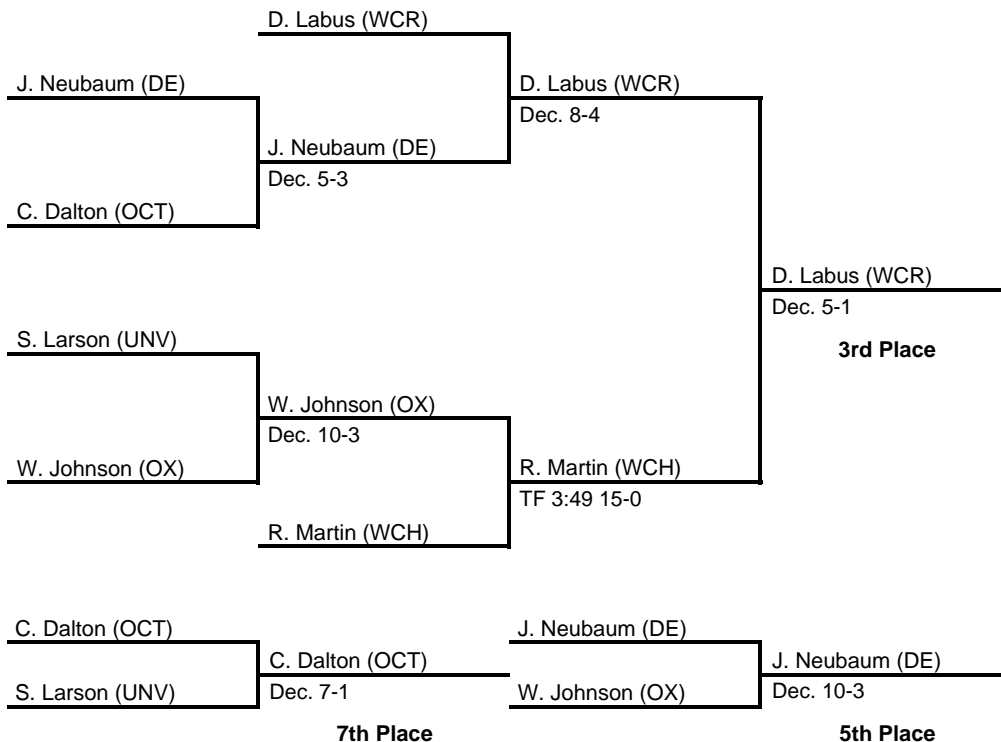 D. Labus (WCR)
J. Neubaum (DE)
D. Labus (WCR)
Dec. 8-4
J. Neubaum (DE)
Dec. 5-3
C. Dalton (OCT)
D. Labus (WCR)
Dec. 5-1
3rd Place
S. Larson (UNV)
W. Johnson (OX)
Dec. 10-3
W. Johnson (OX)
R. Martin (WCH)
TF 3:49 15-0
R. Martin (WCH)
C. Dalton (OCT)
C. Dalton (OCT)
Dec. 7-1
S. Larson (UNV)
7th Place
J. Neubaum (DE)
J. Neubaum (DE)
Dec. 10-3
W. Johnson (OX)
5th Place